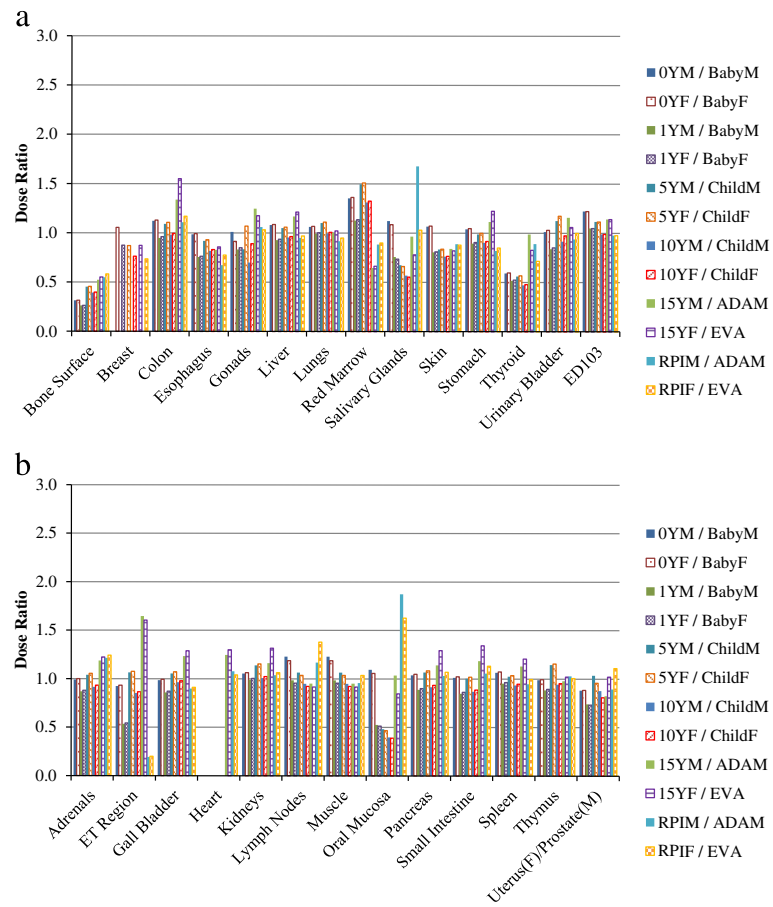 a
3.0
2.5
2.0
1.5
1.0
0.5
0.0
Dose Ratio
Bone Surface
Breast
Colon
Esophagus
Gonads
Liver
Lungs
Red Marrow
Salivary Glands
Skin
Stomach
Thyroid
Urinary Bladder
ED103
0YM / BabyM
0YF / BabyF
1YM / BabyM
1YF / BabyF
5YM / ChildM
5YF / ChildF
10YM / ChildM
10YF / ChildF
15YM / ADAM
15YF / EVA
RPIM / ADAM
RPIF / EVA
b
3.0
2.5
2.0
1.5
1.0
0.5
0.0
Dose Ratio
Adrenals
ET Region
Gall Bladder
Heart
Kidneys
Lymph Nodes
Muscle
Oral Mucosa
Pancreas
Small Intestine
Spleen
Thymus
Uterus(F)/Prostate(M)
0YM / BabyM
0YF / BabyF
1YM / BabyM
1YF / BabyF
5YM / ChildM
5YF / ChildF
10YM / ChildM
10YF / ChildF
15YM / ADAM
15YF / EVA
RPIM / ADAM
RPIF / EVA